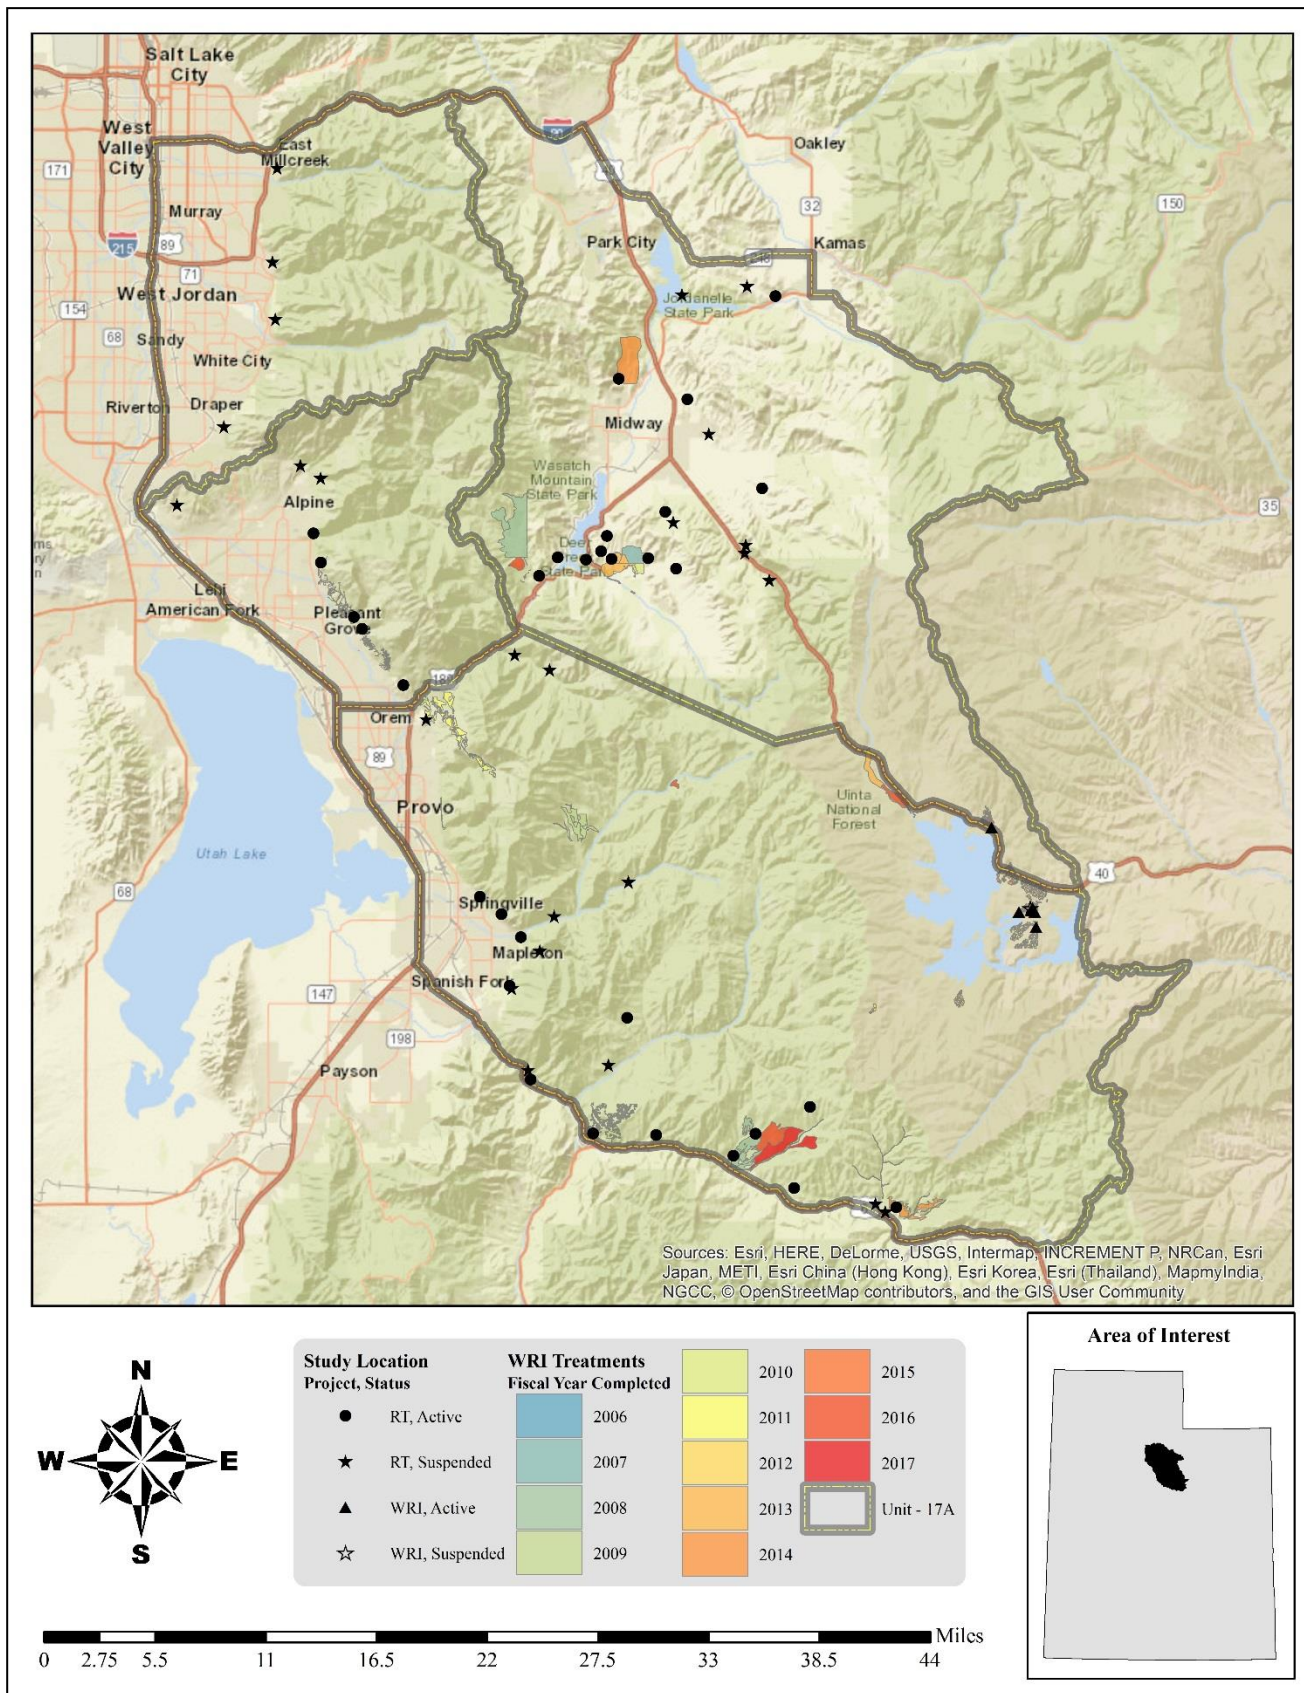 Salt Lake
City
West
Valley
City
East
Millcreek
171
Murray
215
89
71
West Jordan
154
68
Sandy
White City
Riverton
Draper
Oakley
32
150
Park City
Kamas
Jordanelle
State Park
Midway
Wasatch
Mountain
State Park
35
Alpine
Lehi
American Fork
Pleasant
Grove
Orem
89
Provo
Utah Lake
Uinta
National
Forest
40
68
Springville
Mapleton
Spanish Fork
147
198
Payson
Sources: Esri, HERE, DeLorme, USGS, Intermap, INCREMENT P, NRCan, Esri
Japan, METI, Esri China (Hong Kong), Esri Korea, Esri (Thailand), MapmyIndia,
NGCC, © OpenStreetMap contributors, and the GIS User Community
N
W
E
S
Study Location
Project, Status
RT, Active
RT, Suspended
WRI, Active
WRI, Suspended
WRI Treatments
Fiscal Year Completed
2006
2007
2008
2009
2010
2011
2012
2013
2014
2015
2016
2017
Unit - 17A
Area of Interest
Miles
0 2.75 5.5 11 16.5 22 27.5 33 38.5 44